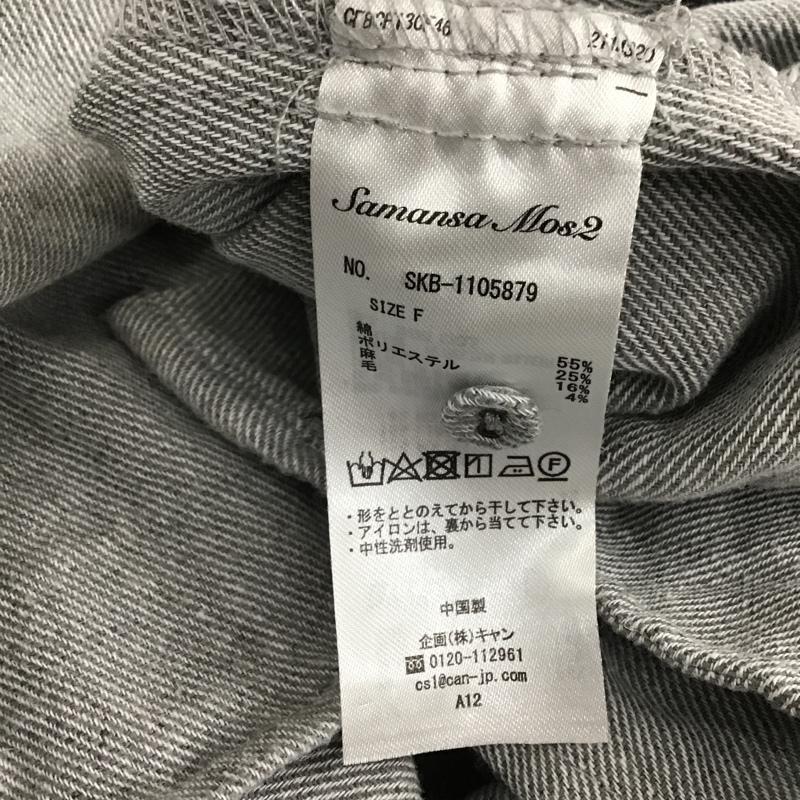 Samansa Mos2
NO. SKB-1105879
SIZE F
綿 55%
ポリエステル 25%
麻 16%
毛 4%
F
・形をととのえてから干して下さい。
・アイロンは、裏から当てて下さい。
・中性洗剤使用。
中国製
企画(株)キャン
0120-112961
cs1@can-jp.com
A12